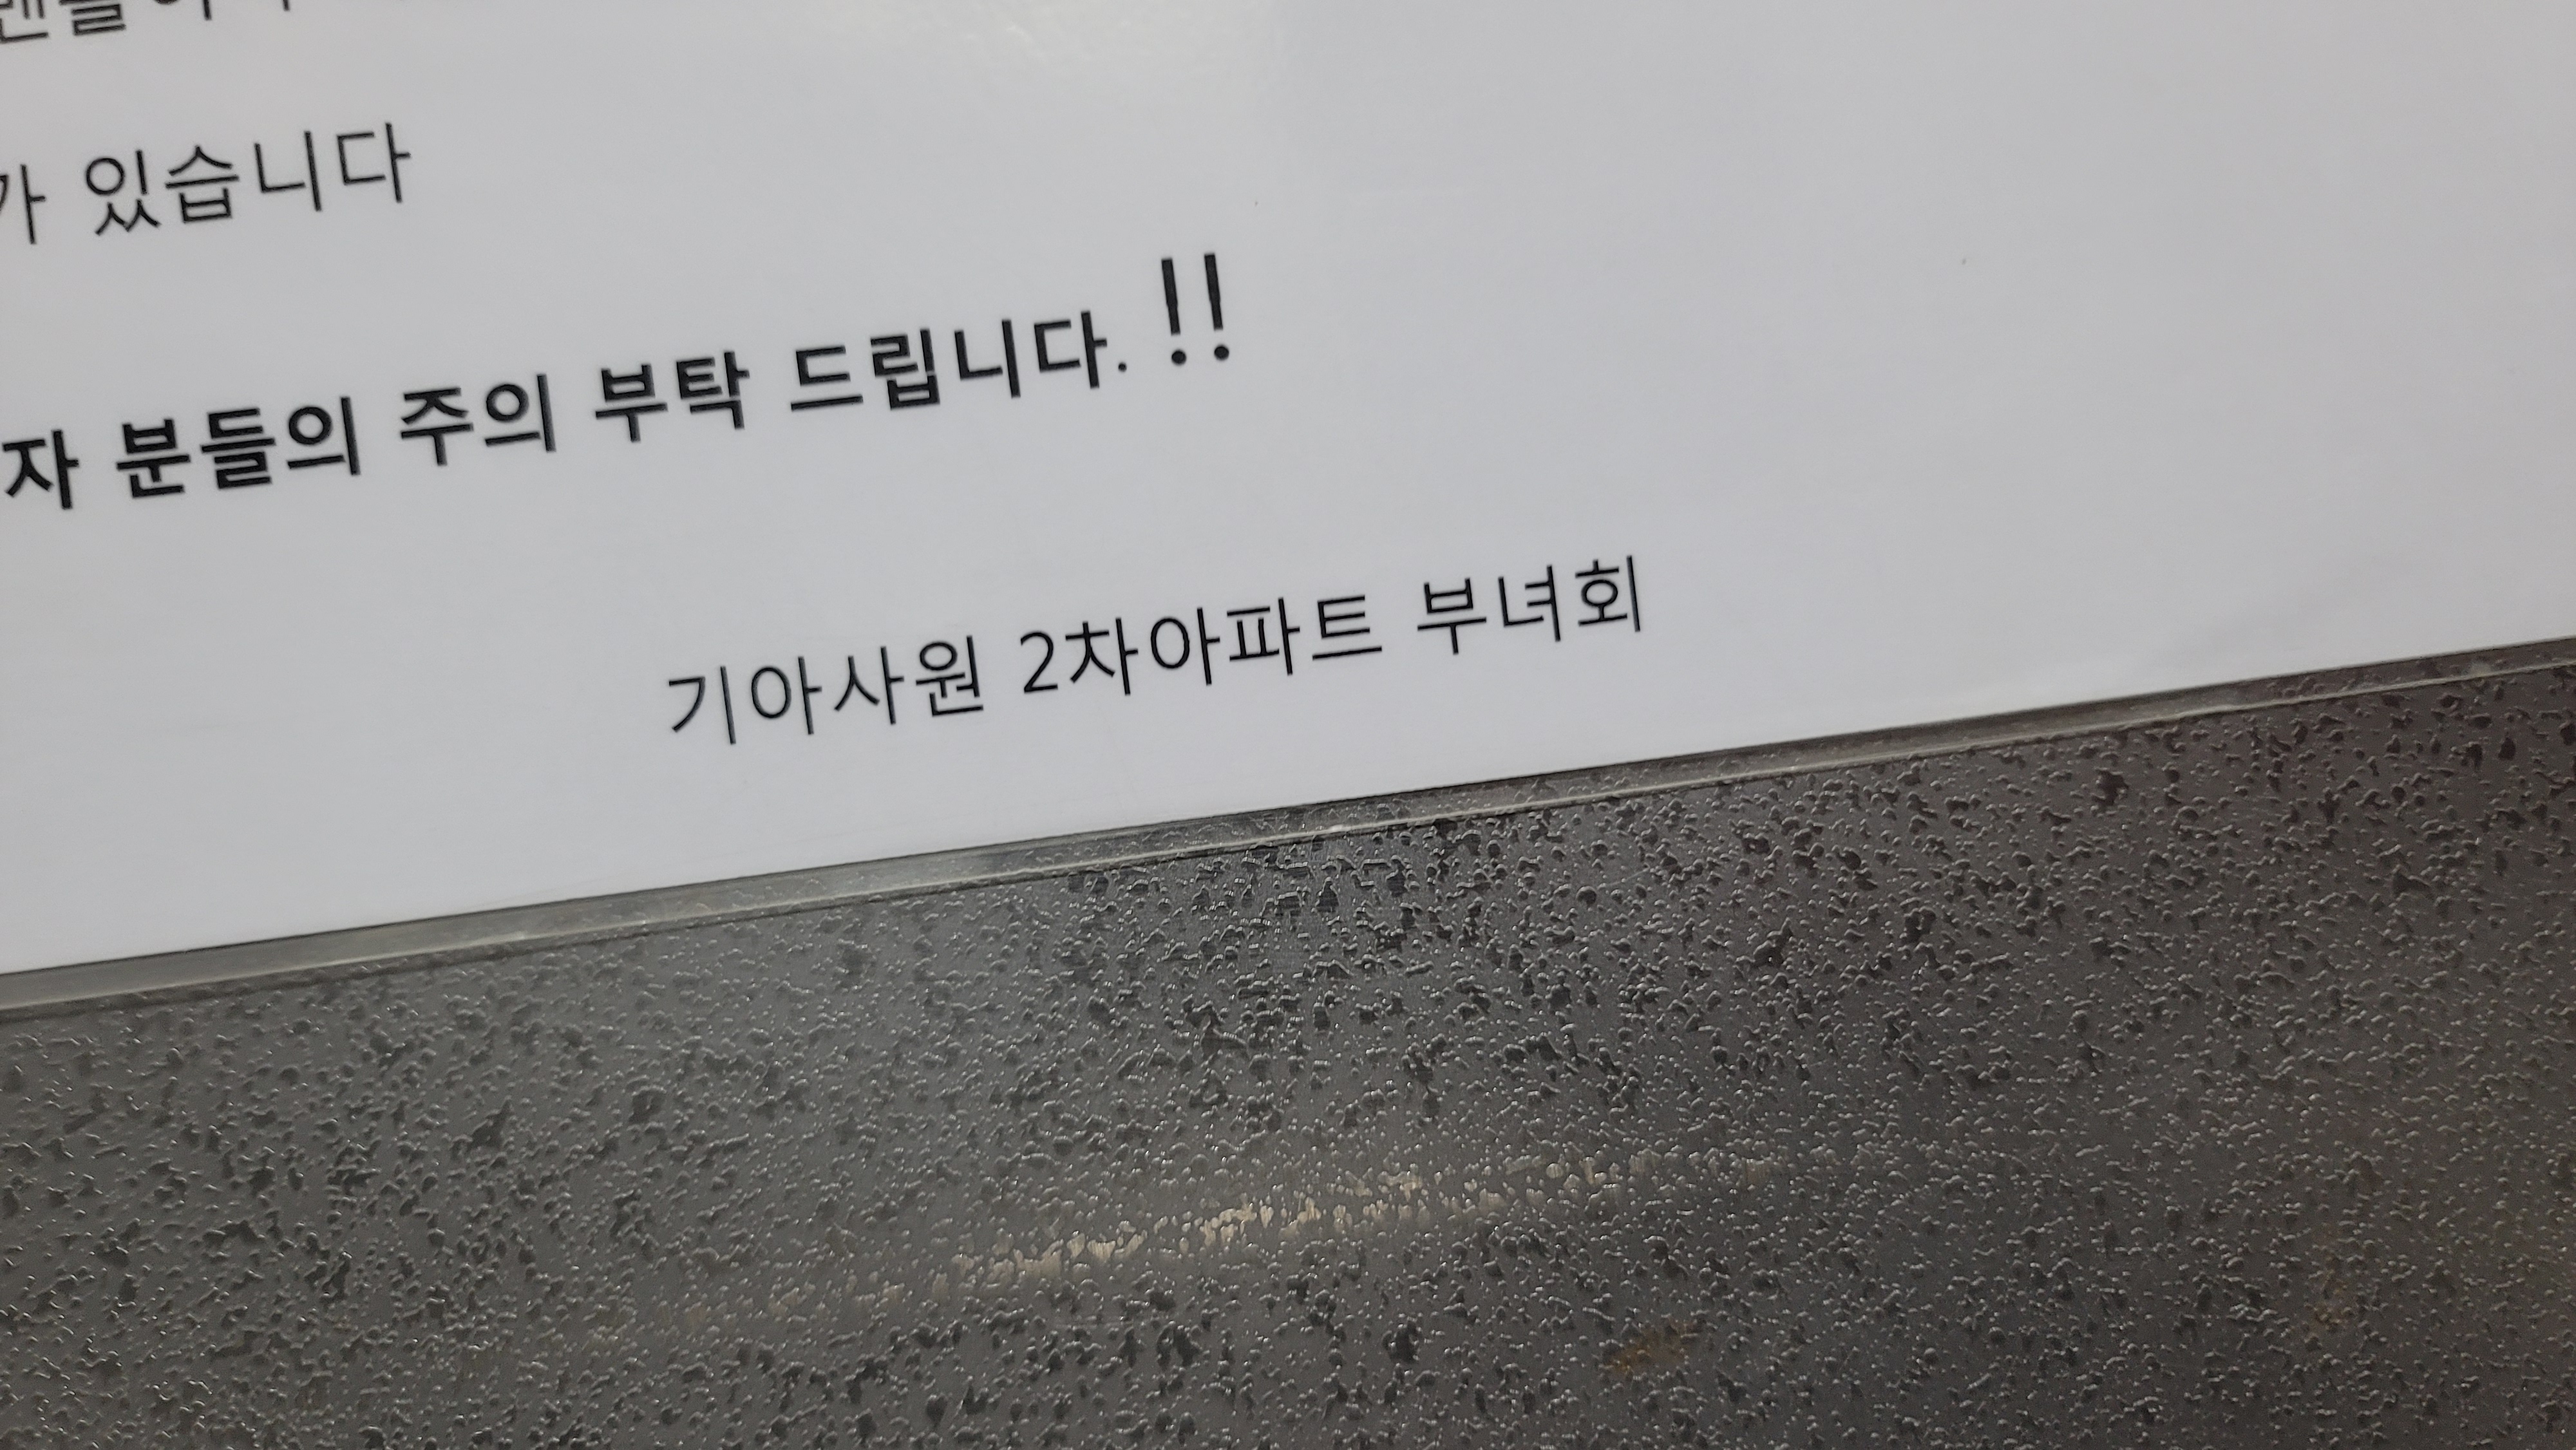 가 있습니다
자 분들의 주의 부탁 드립니다. !!
기아사원 2차아파트 부녀회